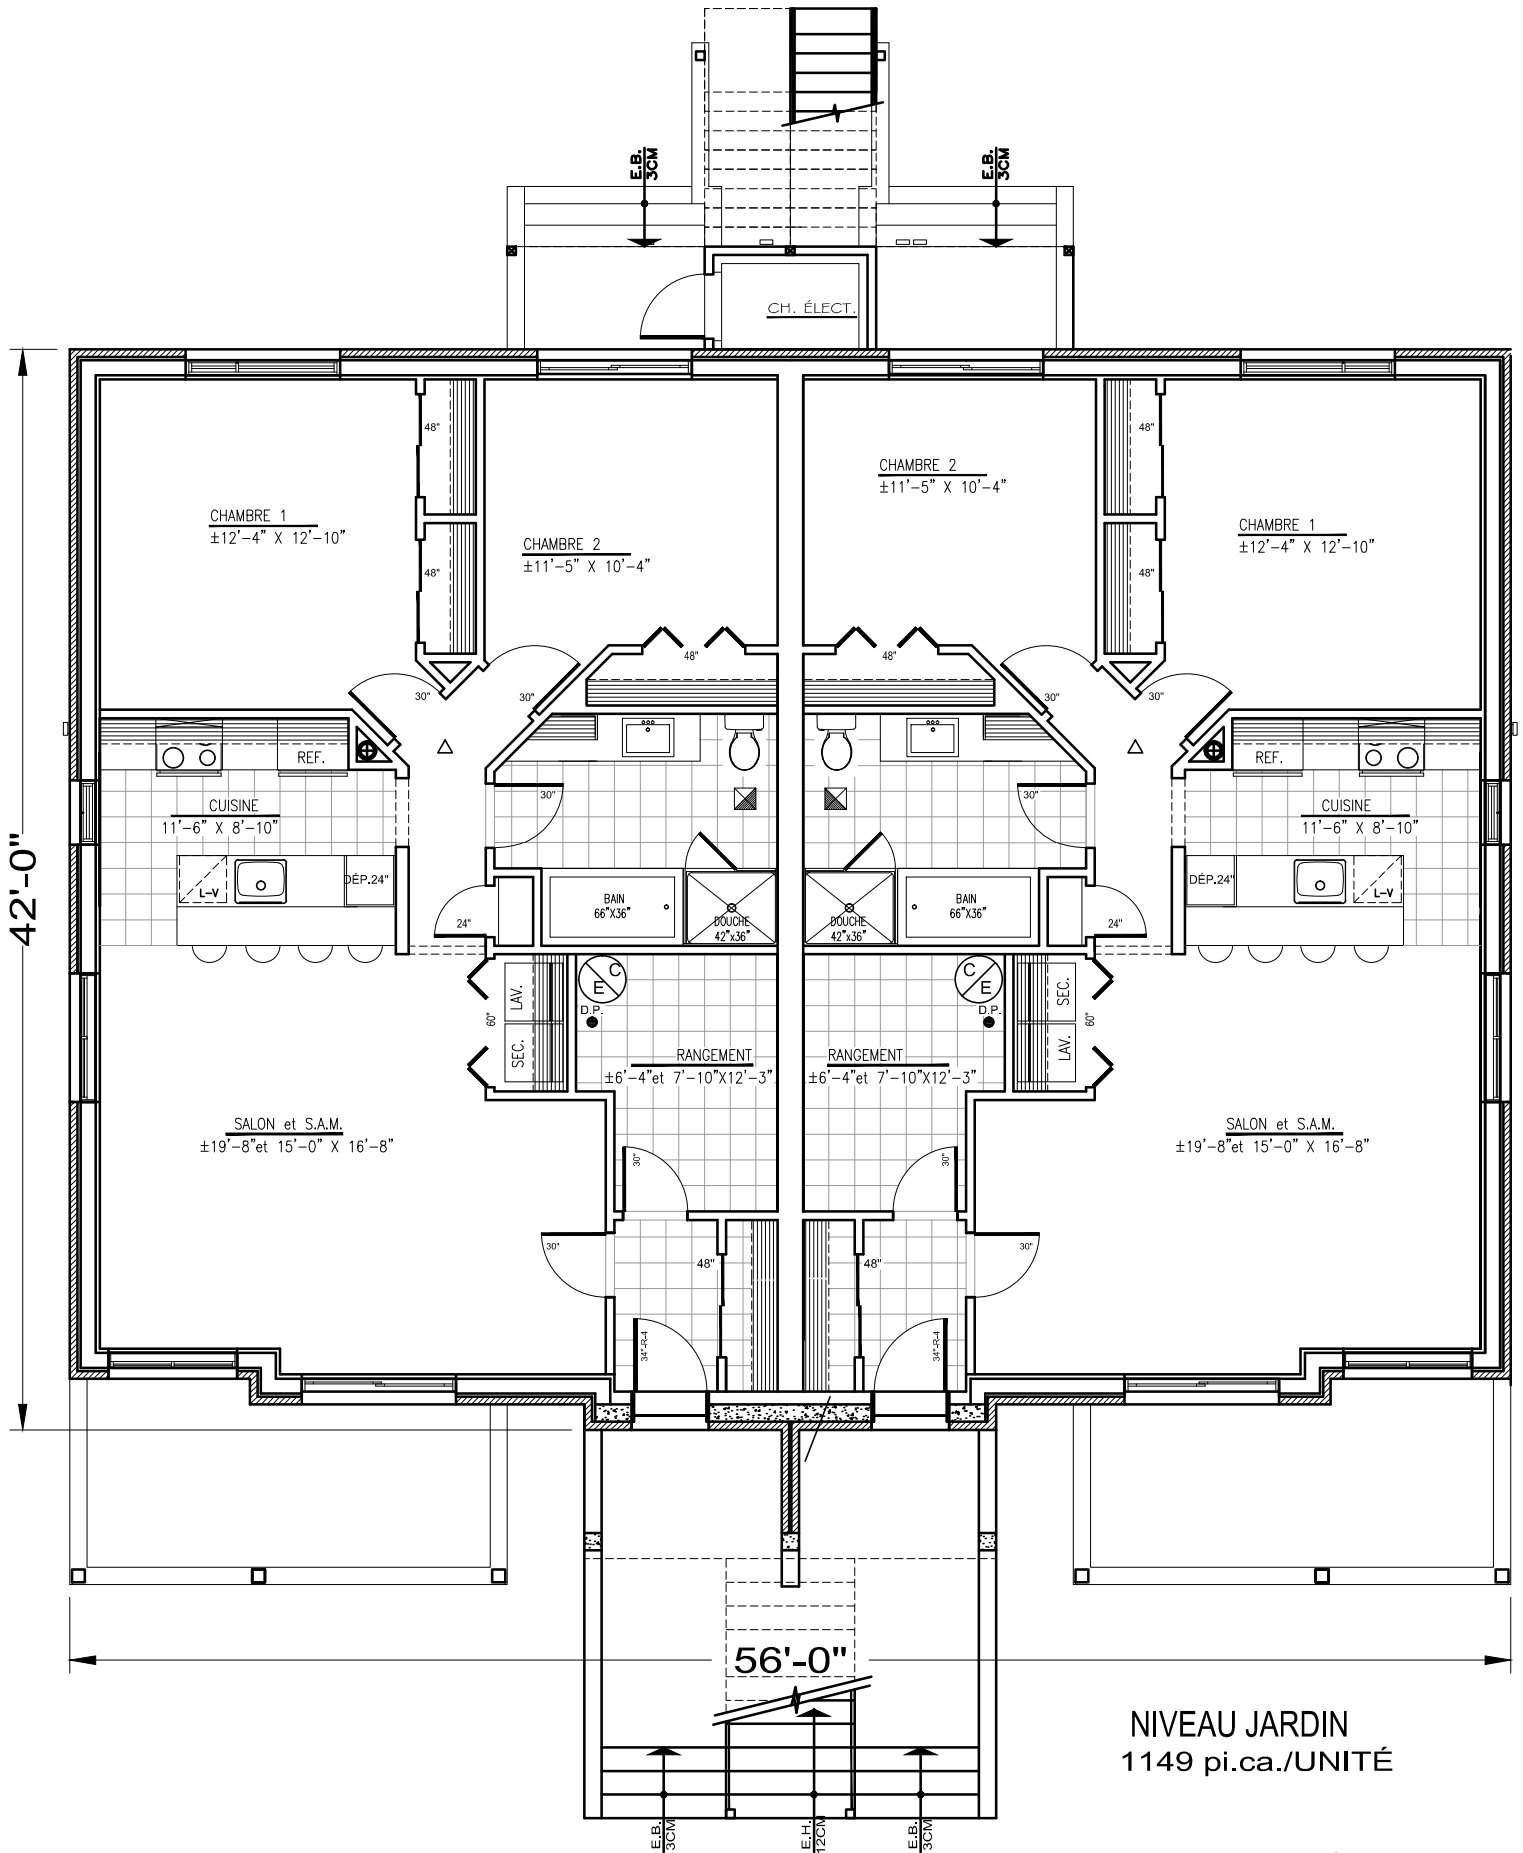 E.B.
3CM
E.B.
3CM
CH. ÉLECT.
48"
48"
CHAMBRE 2
±11'-5" X 10'-4"
CHAMBRE 1
±12'-4" X 12'-10"
CHAMBRE 1
±12'-4" X 12'-10"
CHAMBRE 2
±11'-5" X 10'-4"
48"
48"
48"
48"
30"
30"
30"
30"
REF.
REF.
CUISINE
11'-6" X 8'-10"
30"
30"
CUISINE
11'-6" X 8'-10"
42'-0"
L-V
DÉP.24"
24"
BAIN
66"X36"
DOUCHE
42"x36"
DOUCHE
42"x36"
BAIN
66"X36"
24"
DÉP.24"
L-V
LAV.
SEC.
60"
C
E
D.P.
C
E
D.P.
SEC.
LAV.
60"
RANGEMENT
±6'-4"et 7'-10"X12'-3"
RANGEMENT
±6'-4"et 7'-10"X12'-3"
SALON et S.A.M.
±19'-8"et 15'-0" X 16'-8"
SALON et S.A.M.
±19'-8"et 15'-0" X 16'-8"
30"
30"
30"
30"
48"
48"
34"-R-4
34"-R-4
56'-0"
NIVEAU JARDIN
1149 pi.ca./UNITÉ
E.B.
3CM
E.H.
12CM
E.B.
3CM